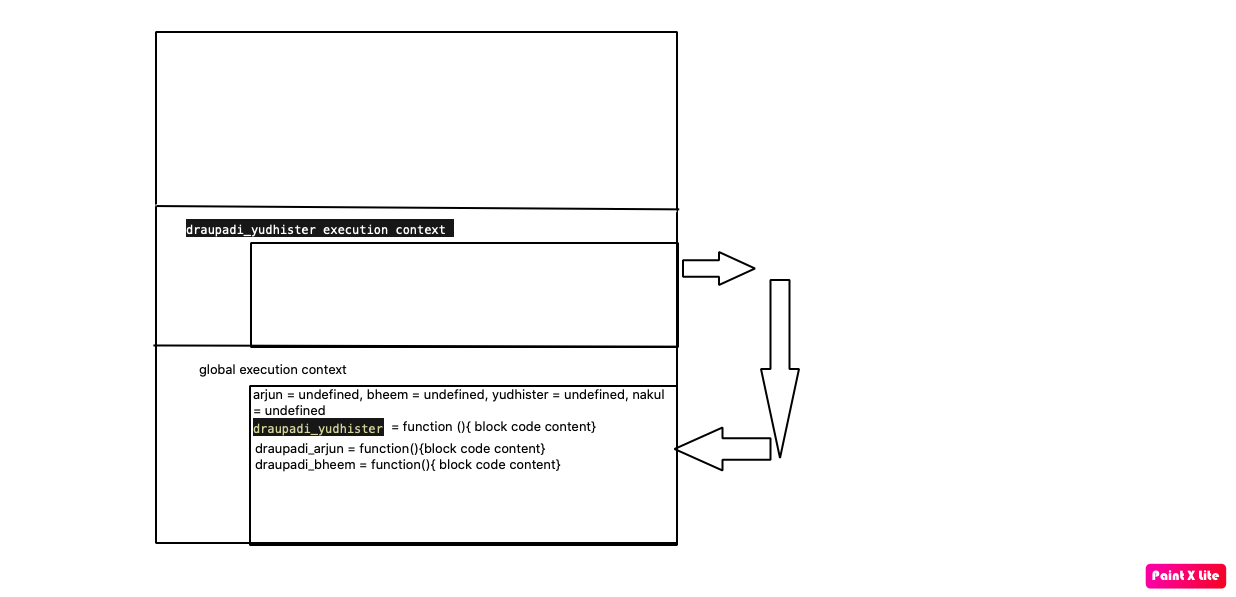 draupadi_yudhister execution context
global execution context
arjun = undefined, bheem = undefined, yudhister = undefined, nakul
= undefined
draupadi_yudhister = function (){ block code content}
draupadi_arjun = function(){block code content}
draupadi_bheem = function(){ block code content}
Paint X Lite